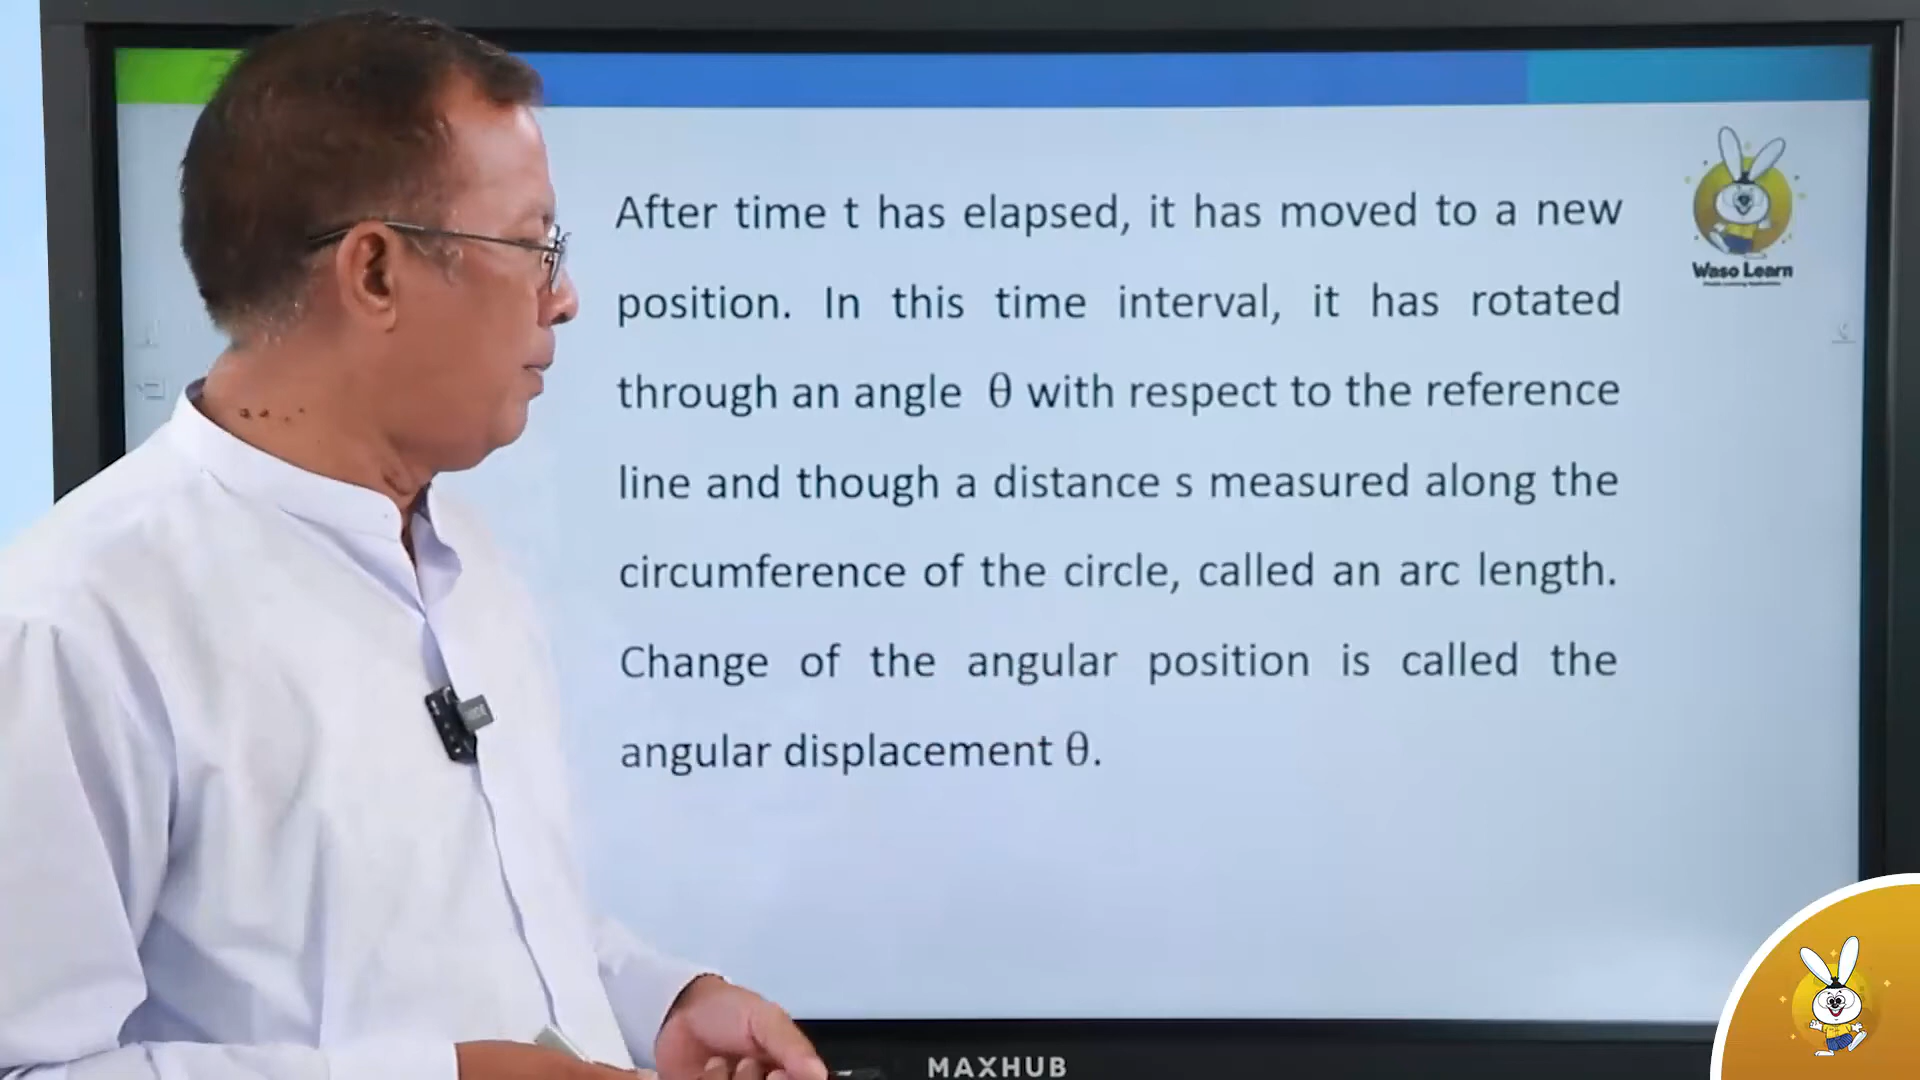 After time t has elapsed, it has moved to a new
position. In this time interval, it has rotated
through an angle θ with respect to the reference
line and though a distance s measured along the
circumference of the circle, called an arc length.
Change of the angular position is called the
angular displacement θ.
Waso Learn
MAXHUB